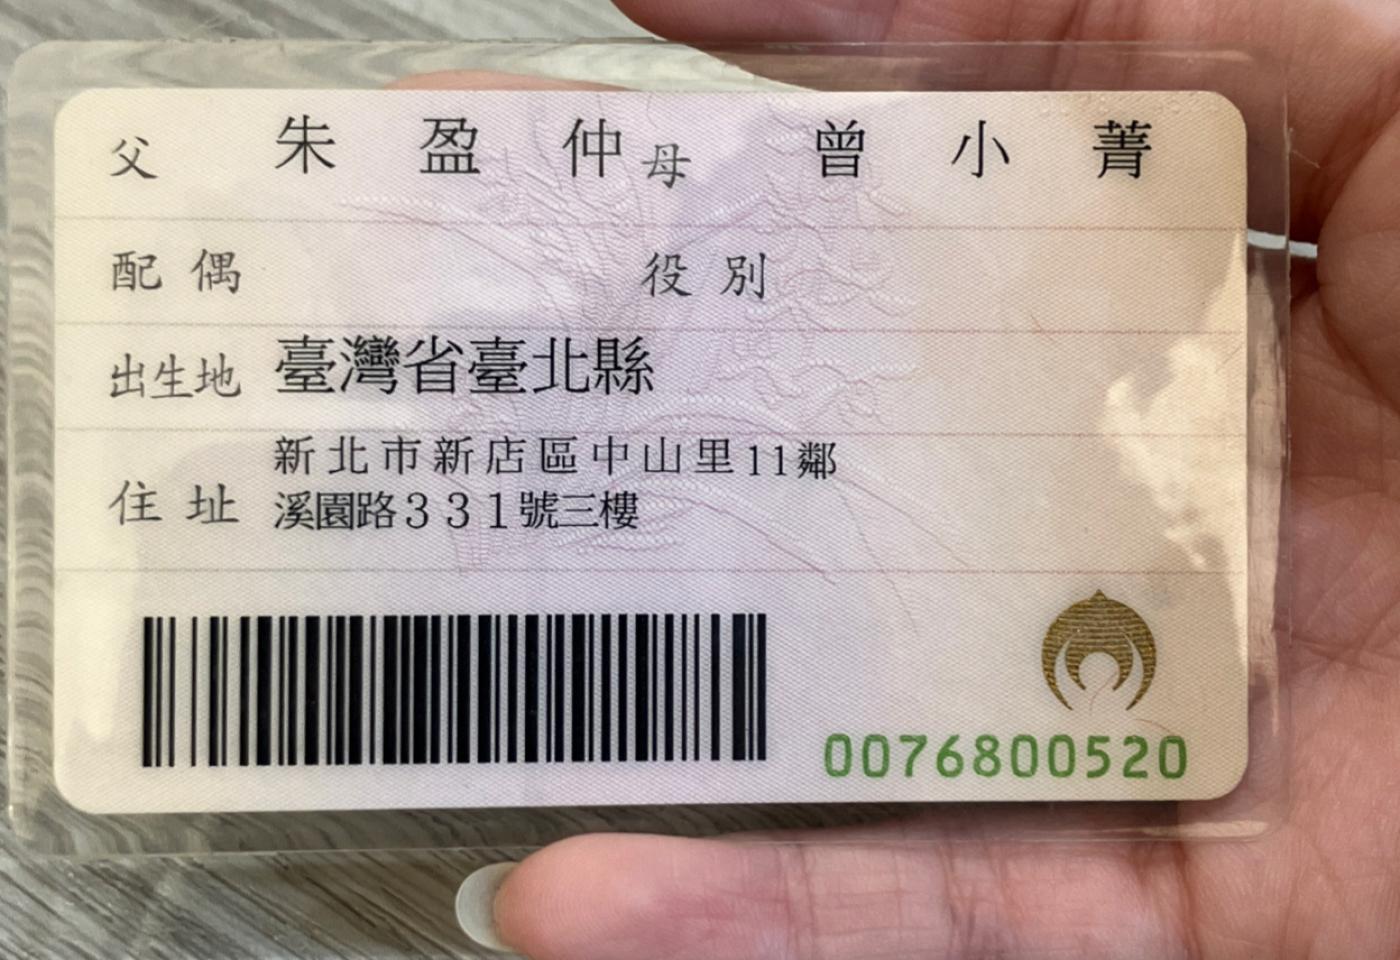 父 朱盈仲 母 曾小菁
配偶 役別
出生地 臺灣省臺北縣
新北市新店區中山里11鄰
住址 溪園路331號三樓
0076800520